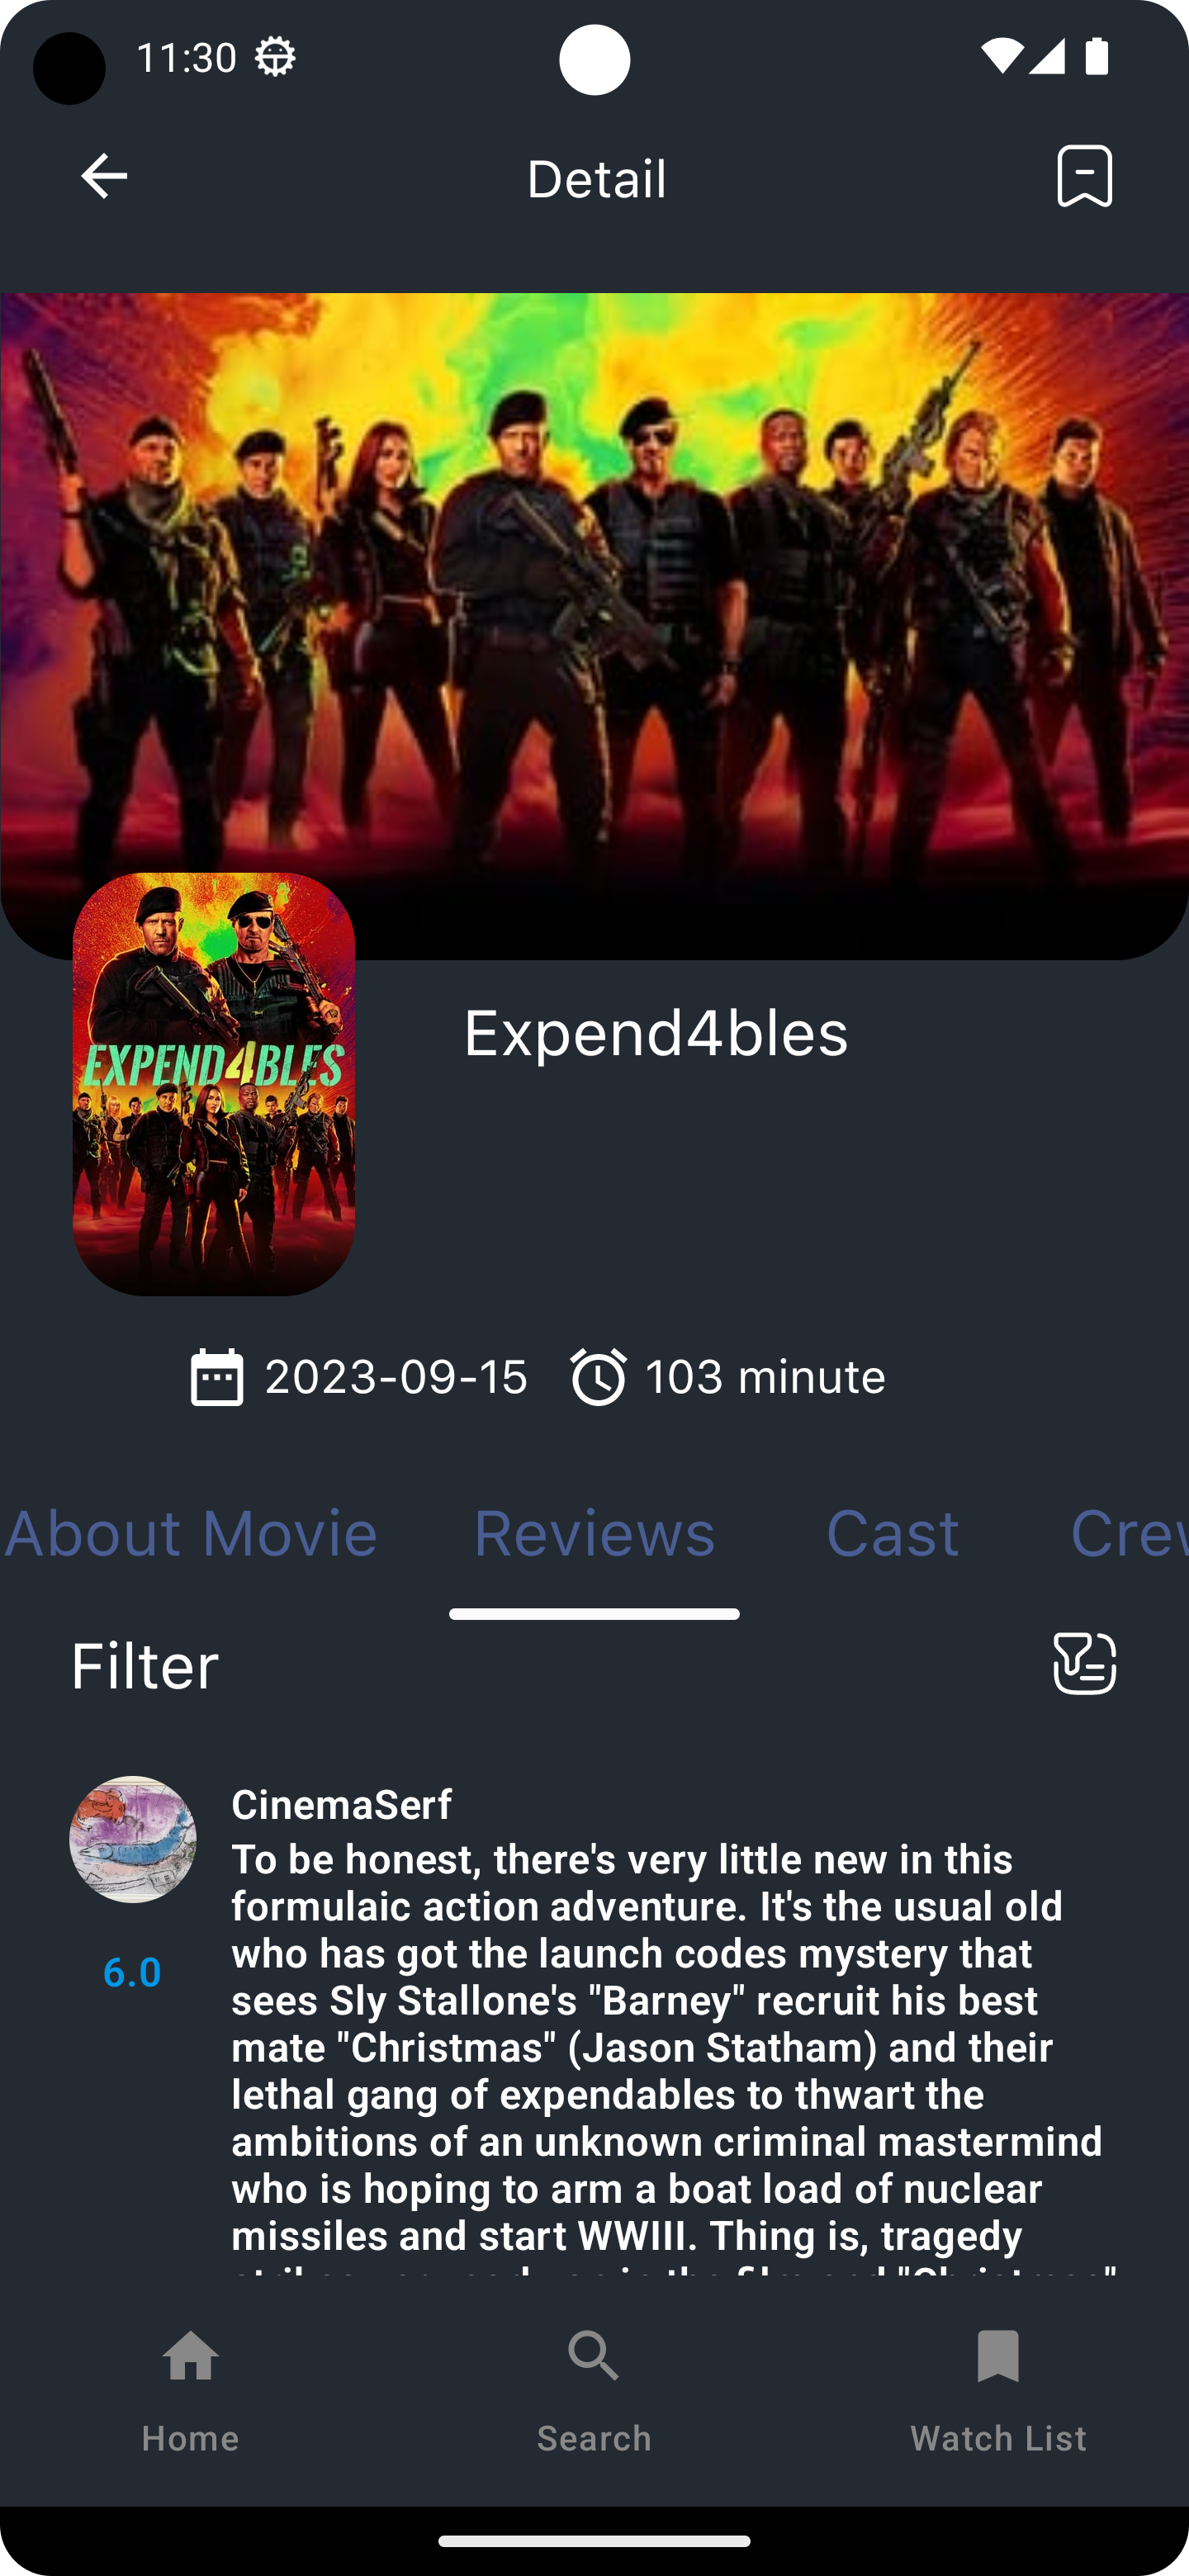 11:30
Detail
EXPEND4BLES
Expend4bles
2023-09-15 103 minute
About Movie Reviews Cast Crew
Filter
CinemaSerf
To be honest, there's very little new in this
formulaic action adventure. It's the usual old
who has got the launch codes mystery that
sees Sly Stallone's "Barney" recruit his best
mate "Christmas" (Jason Statham) and their
6.0
lethal gang of expendables to thwart the
ambitions of an unknown criminal mastermind
who is hoping to arm a boat load of nuclear
missiles and start WWIII. Thing is, tragedy
Home Search Watch List